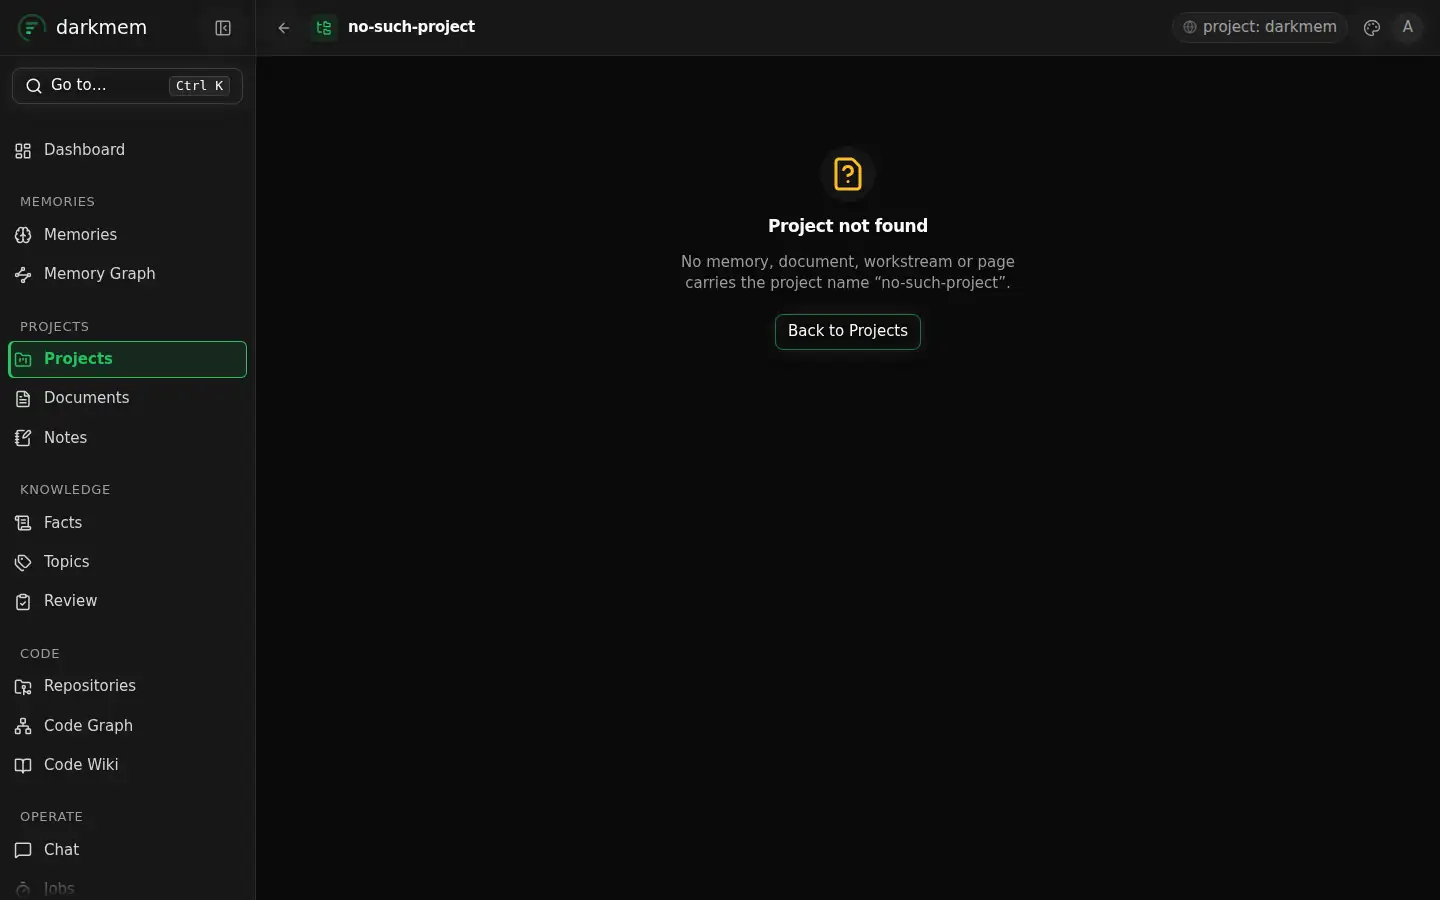 darkmem
no-such-project
project: darkmem
A
Go to...
Ctrl K
Dashboard
MEMORIES
Memories
Memory Graph
PROJECTS
Projects
Documents
Notes
KNOWLEDGE
Facts
Topics
Review
CODE
Repositories
Code Graph
Code Wiki
OPERATE
Chat
Jobs
Project not found
No memory, document, workstream or page
carries the project name “no-such-project”.
Back to Projects